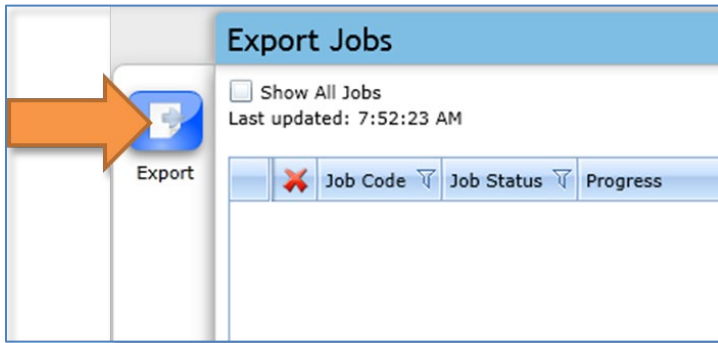 Export Jobs
Show All Jobs
Last updated: 7:52:23 AM
Export
Job Code Job Status Progress